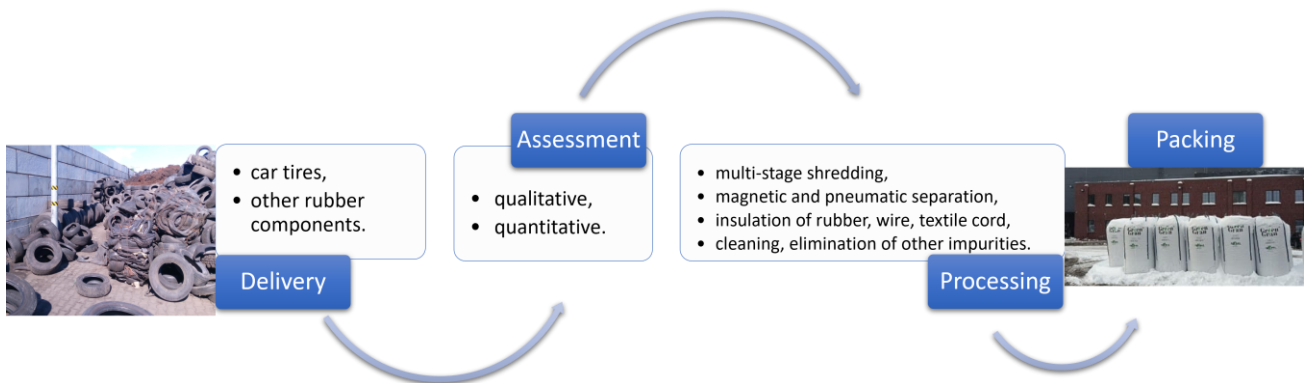 • car tires,
• other rubber
components.
Delivery
Assessment
• qualitative,
• quantitative.
• multi-stage shredding,
• magnetic and pneumatic separation,
• insulation of rubber, wire, textile cord,
• cleaning, elimination of other impurities.
Processing
Packing